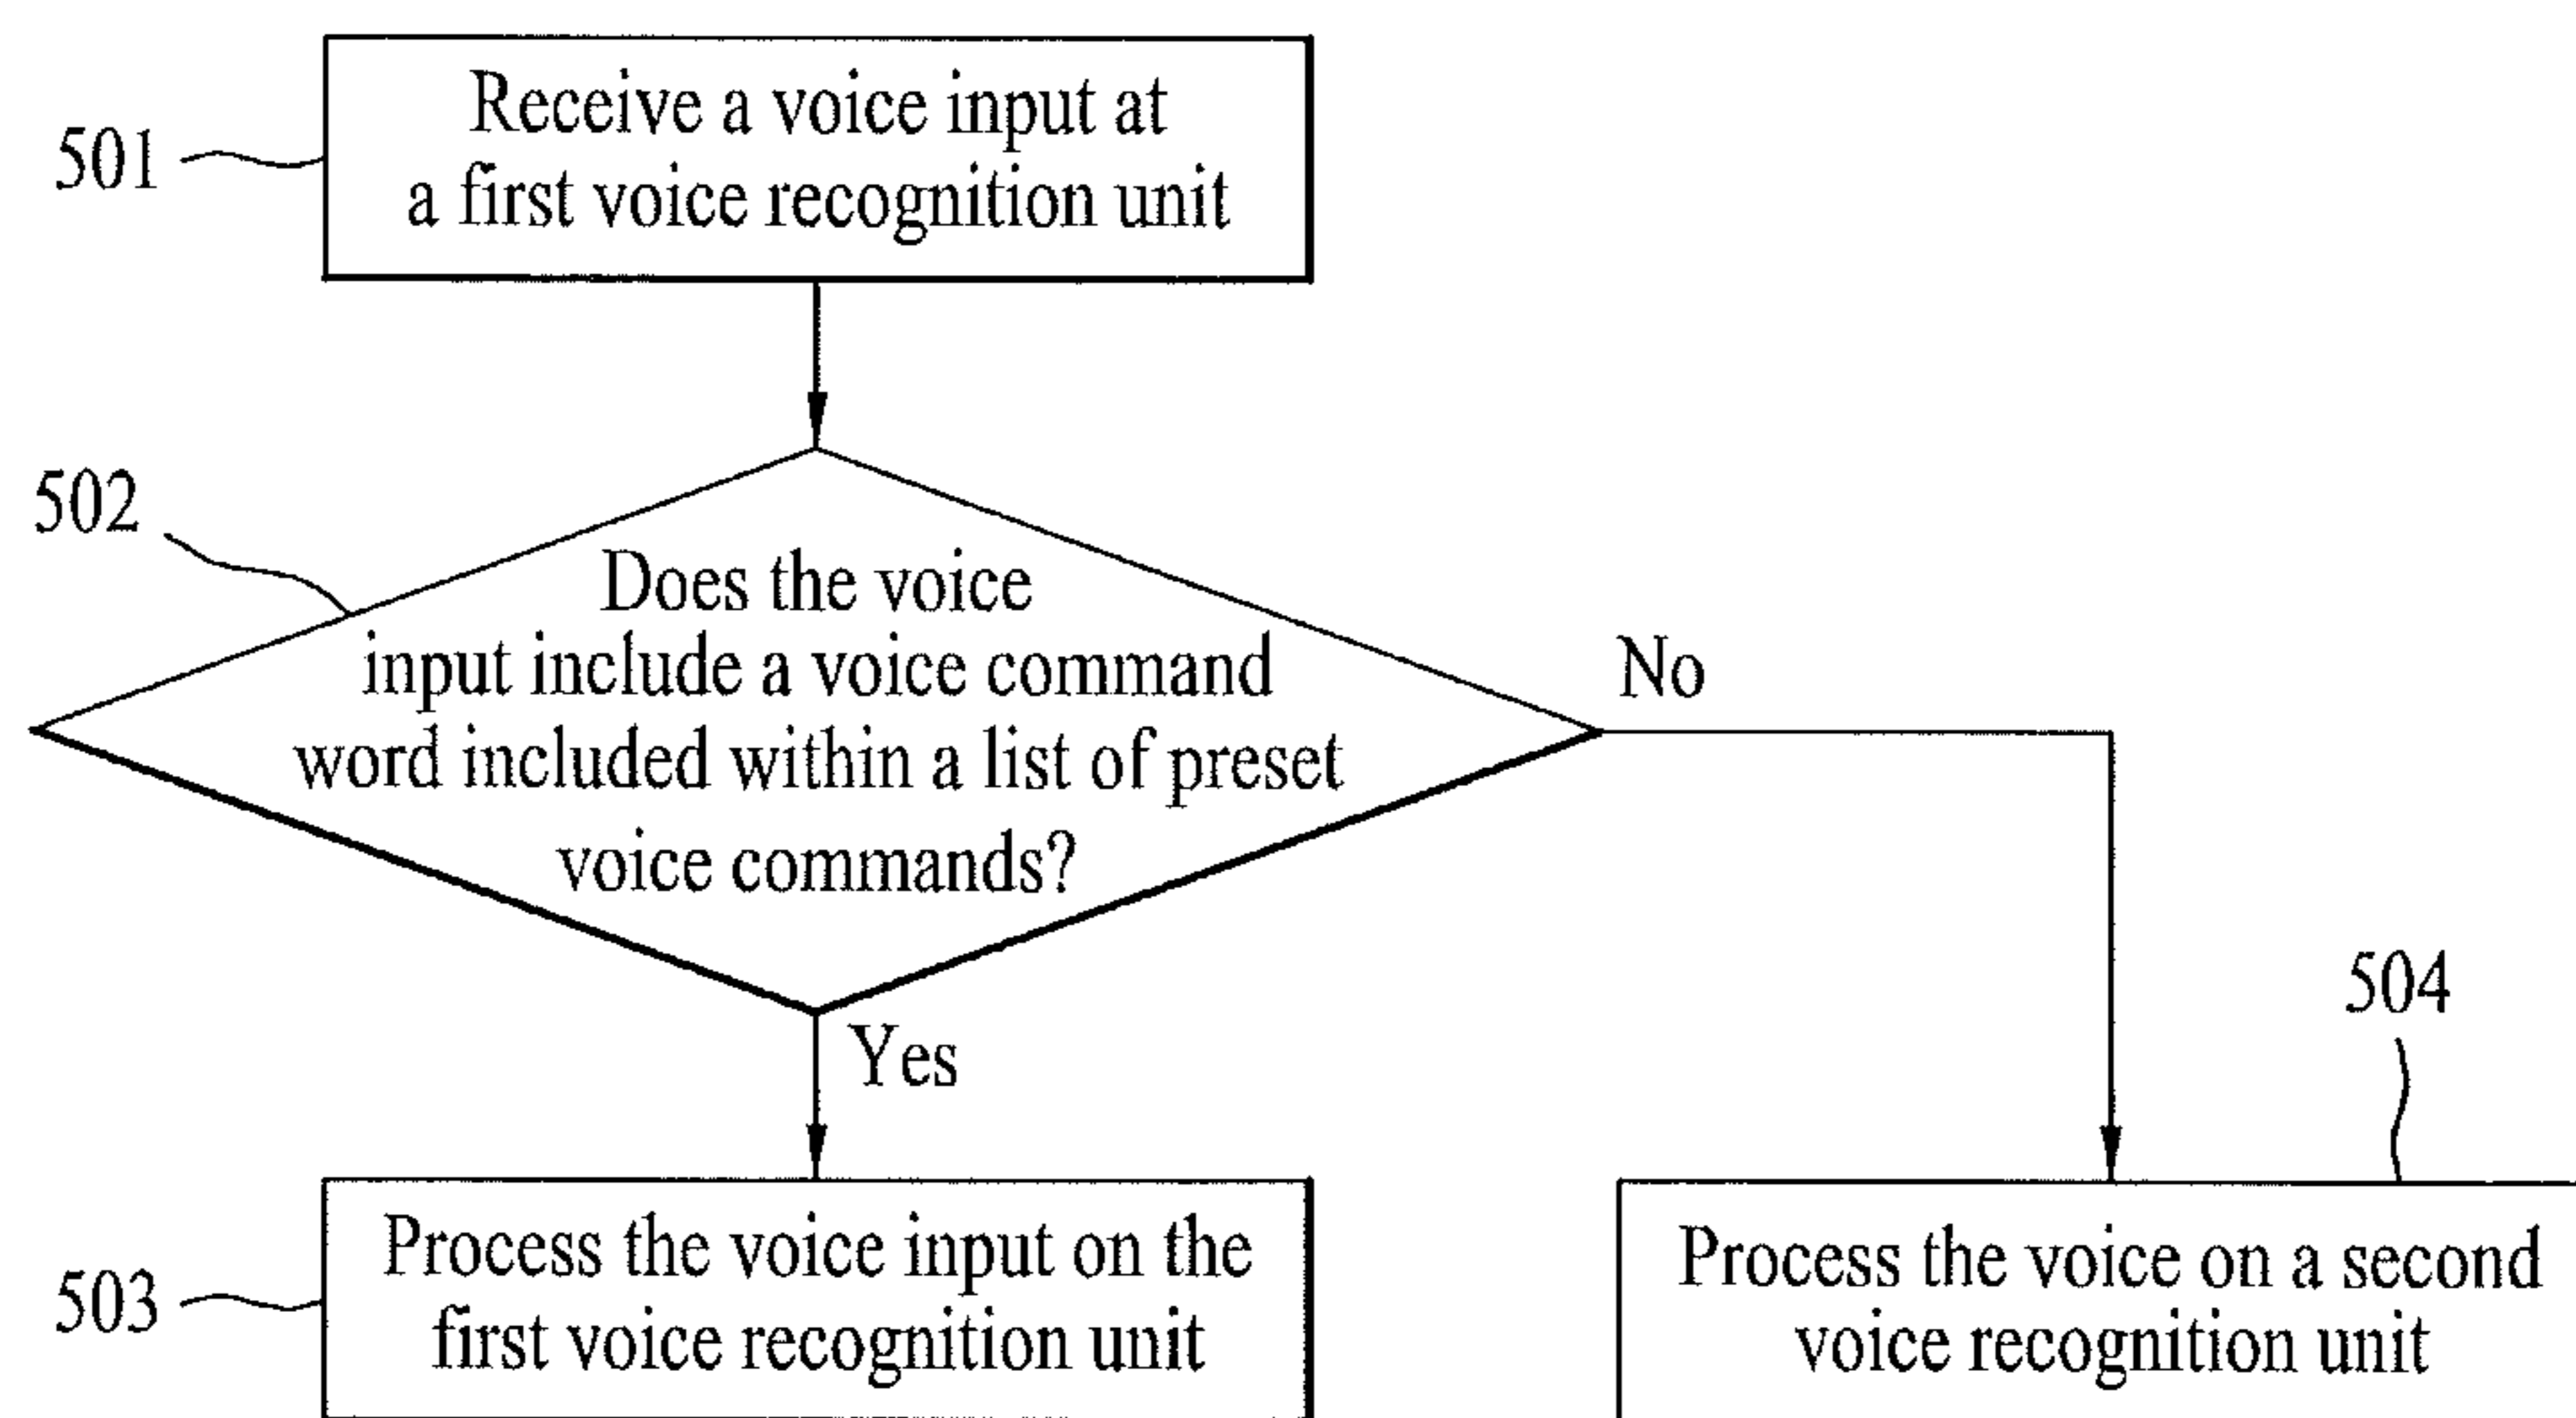 501
Receive a voice input at
a first voice recognition unit
502
Does the voice
input include a voice command
word included within a list of preset
voice commands?
No
Yes
504
503
Process the voice input on the
first voice recognition unit
Process the voice on a second
voice recognition unit